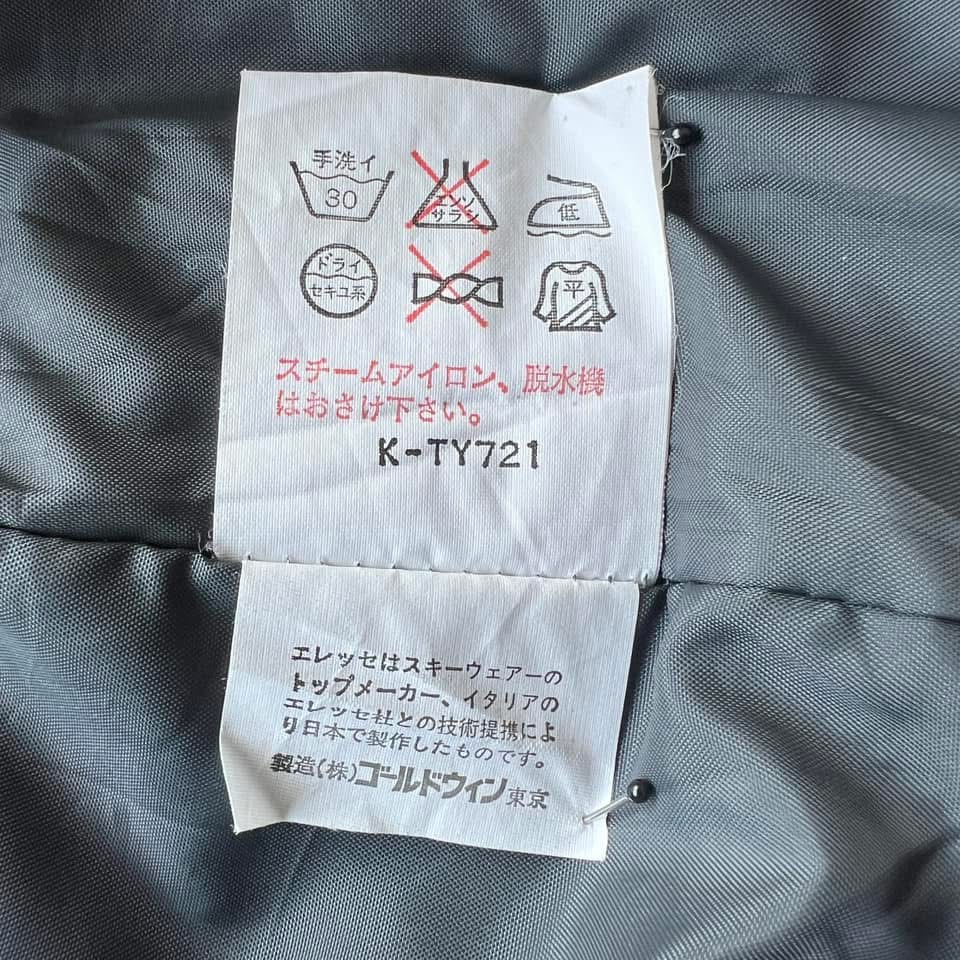 手洗イ
30
エンソ
サラシ
低
ドライ
セキユ系
平
スチームアイロン、脱水機
はおさけ下さい。
K-TY721
エレッセはスキーウェアーの
トップメーカー、イタリアの
エレッセ社との技術提携によ
り日本で製作したものです。
製造(株)ゴールドウイン東京